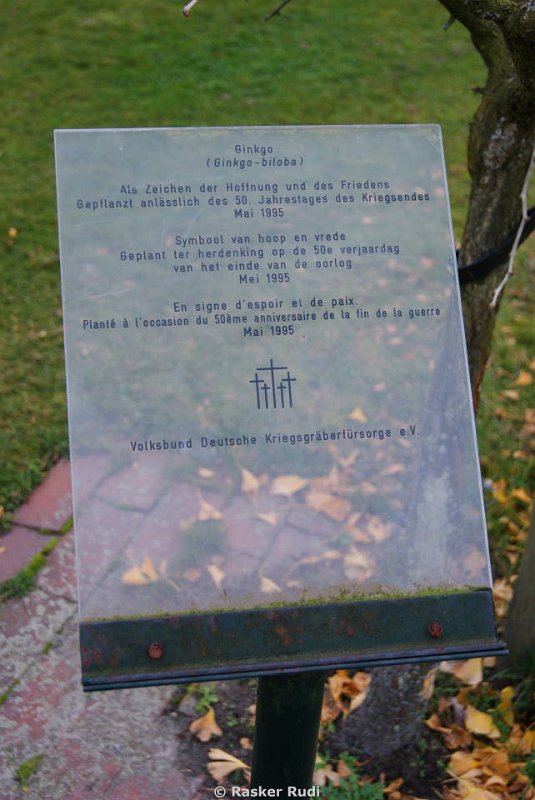 Ginkgo
(Ginkgo-biloba)
Als Zeichen der Hoffnung und des Friedens
Gepflanzt anlässlich des 50. Jahrestages des Kriegsendes
Mai 1995
Symbool van hoop en vrede
Geplant ter herdenking op de 50e verjaardag
van het einde van de oorlog
Mei 1995
En signe d'espoir et de paix.
Planté à l'occasion du 50ème anniversaire de la fin de la guerre
Mai 1995
Volksbund Deutsche Kriegsgräberfürsorge e.V.
© Rasker Rudi